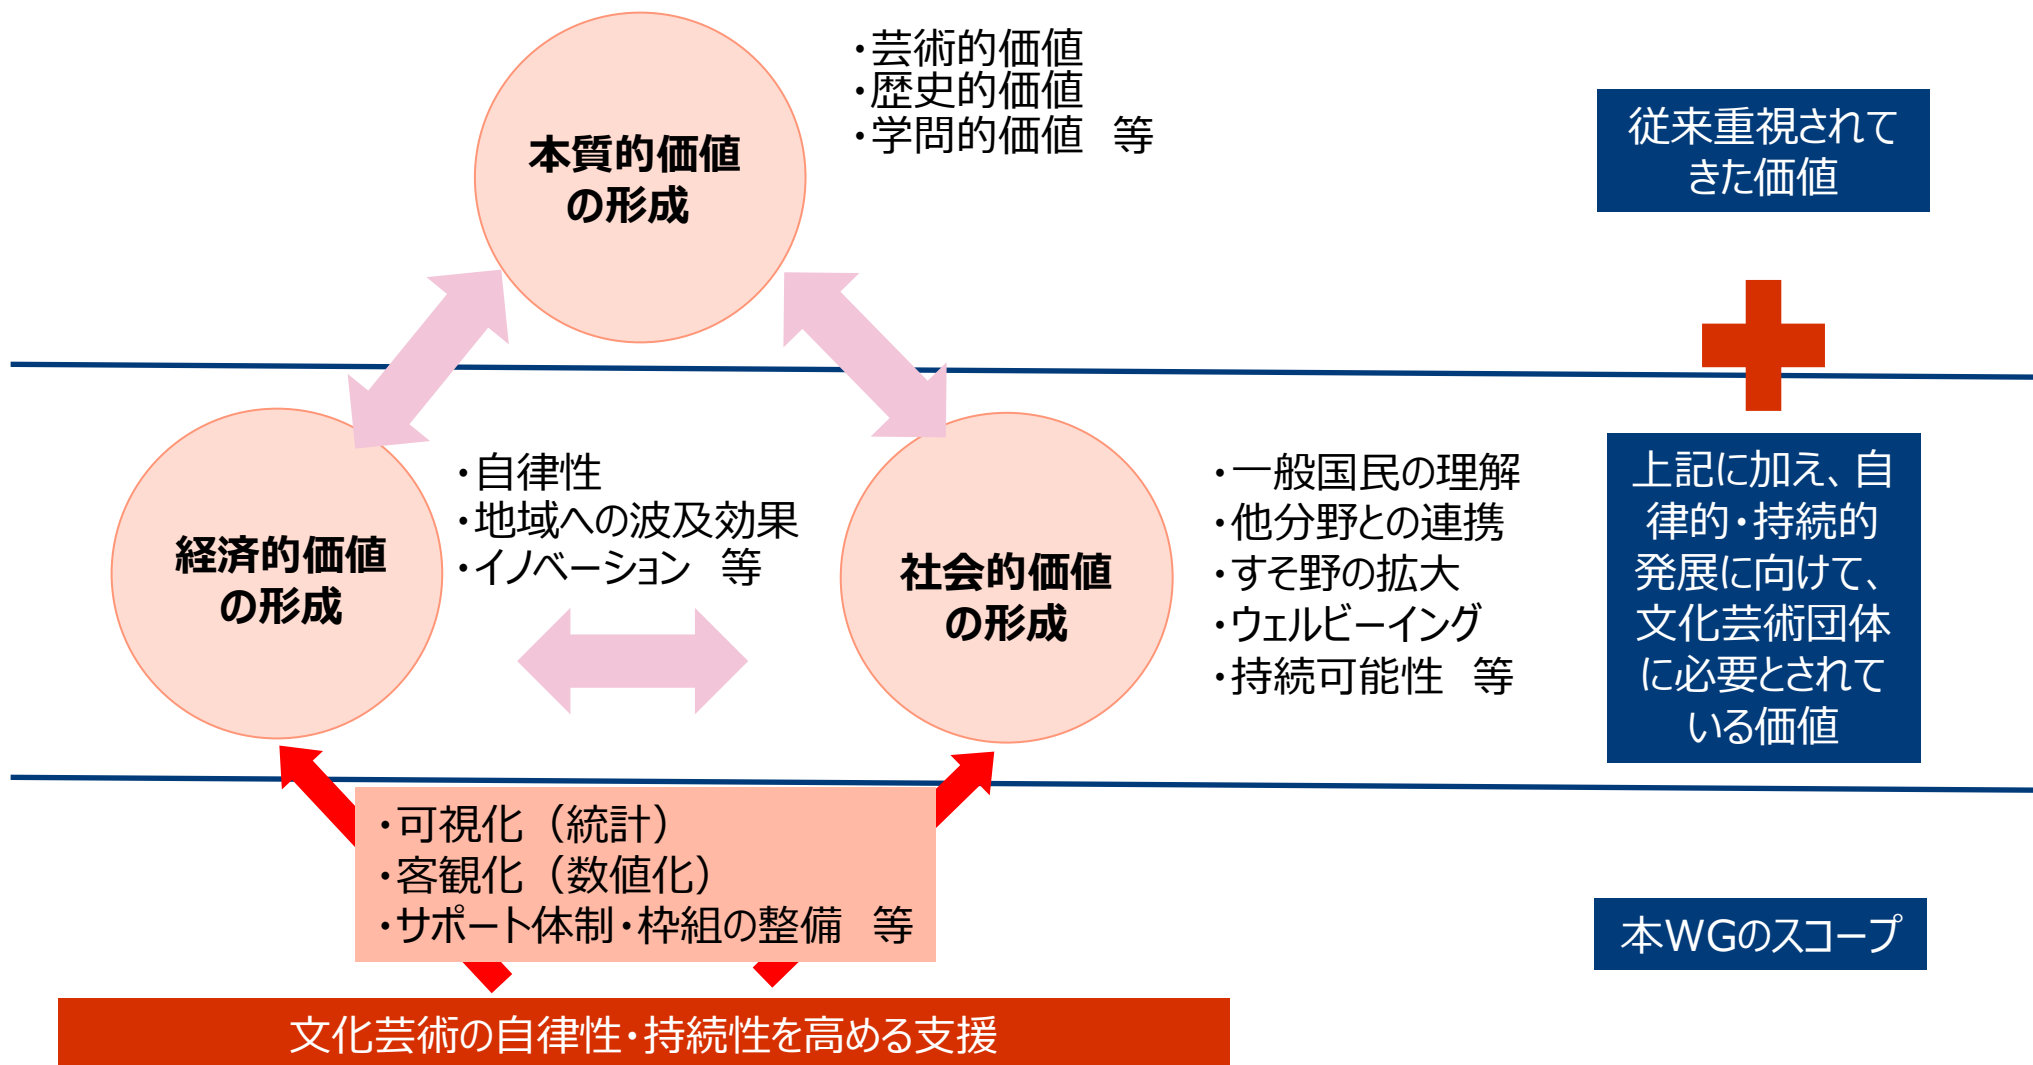 ・芸術的価値
・歴史的価値
・学問的価値　等
本質的価値
の形成
従来重視されて
きた価値
経済的価値
の形成
・自律性
・地域への波及効果
・イノベーション　等
社会的価値
の形成
・一般国民の理解
・他分野との連携
・すそ野の拡大
・ウェルビーイング
・持続可能性　等
上記に加え、自
律的・持続的
発展に向けて、
文化芸術団体
に必要とされて
いる価値
・可視化（統計）
・客観化（数値化）
・サポート体制・枠組の整備　等
本WGのスコープ
文化芸術の自律性・持続性を高める支援